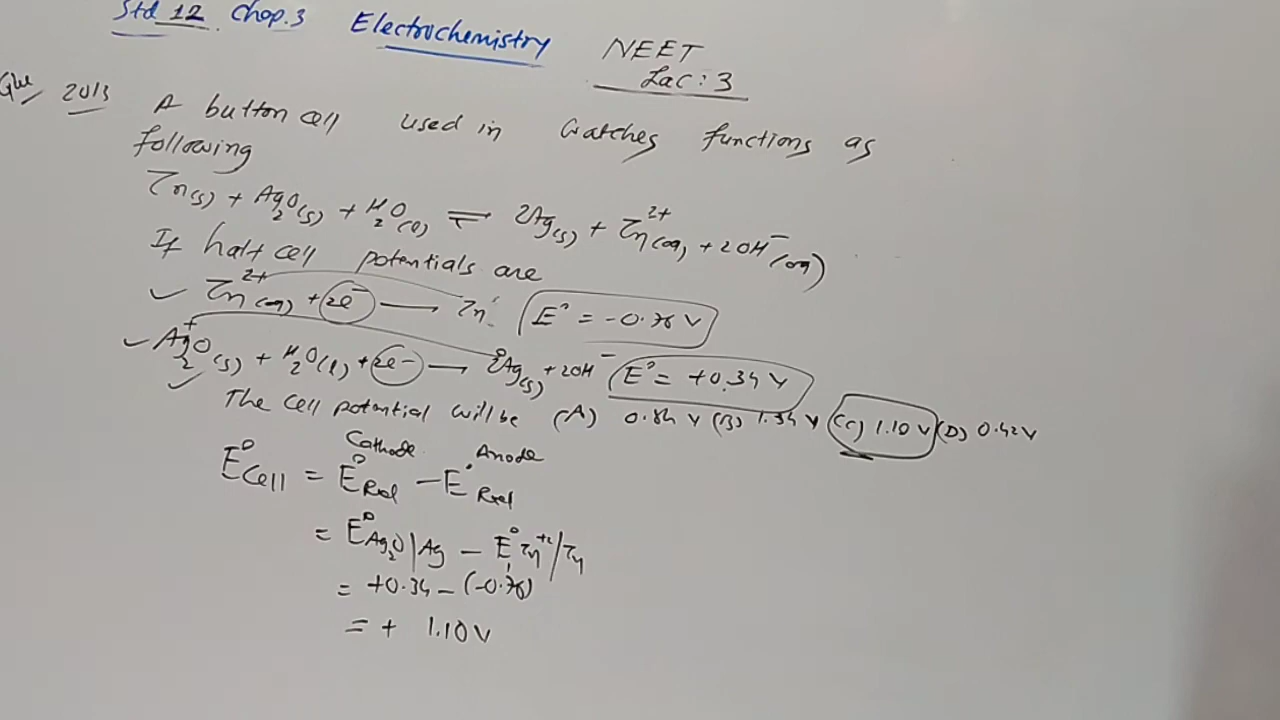 Std 12 Chap.3 Electrochemistry NEET
Lac: 3
Que 2013 A button cell used in watches functions as
following
Zn(s) + Ag2O(s) + H2O(l) ⇌ 2Ag(s) + Zn2+(aq) + 2OH−(aq)
If half cell potentials are
✓ Zn2+(aq) + 2e− → Zn E° = -0.76 V
✓ Ag2O(s) + H2O(l) + 2e− → 2Ag(s) + 2OH− E° = +0.34 V
✓ The cell potential will be (A) 0.84 V (B) 1.34 V (C) 1.10 V (D) 0.42 V
Cathode Anode
E°Cell = E°Red − E°Red
= E°Ag2O|Ag − E°Zn+2/Zn
= +0.34 − (-0.76)
= + 1.10 V